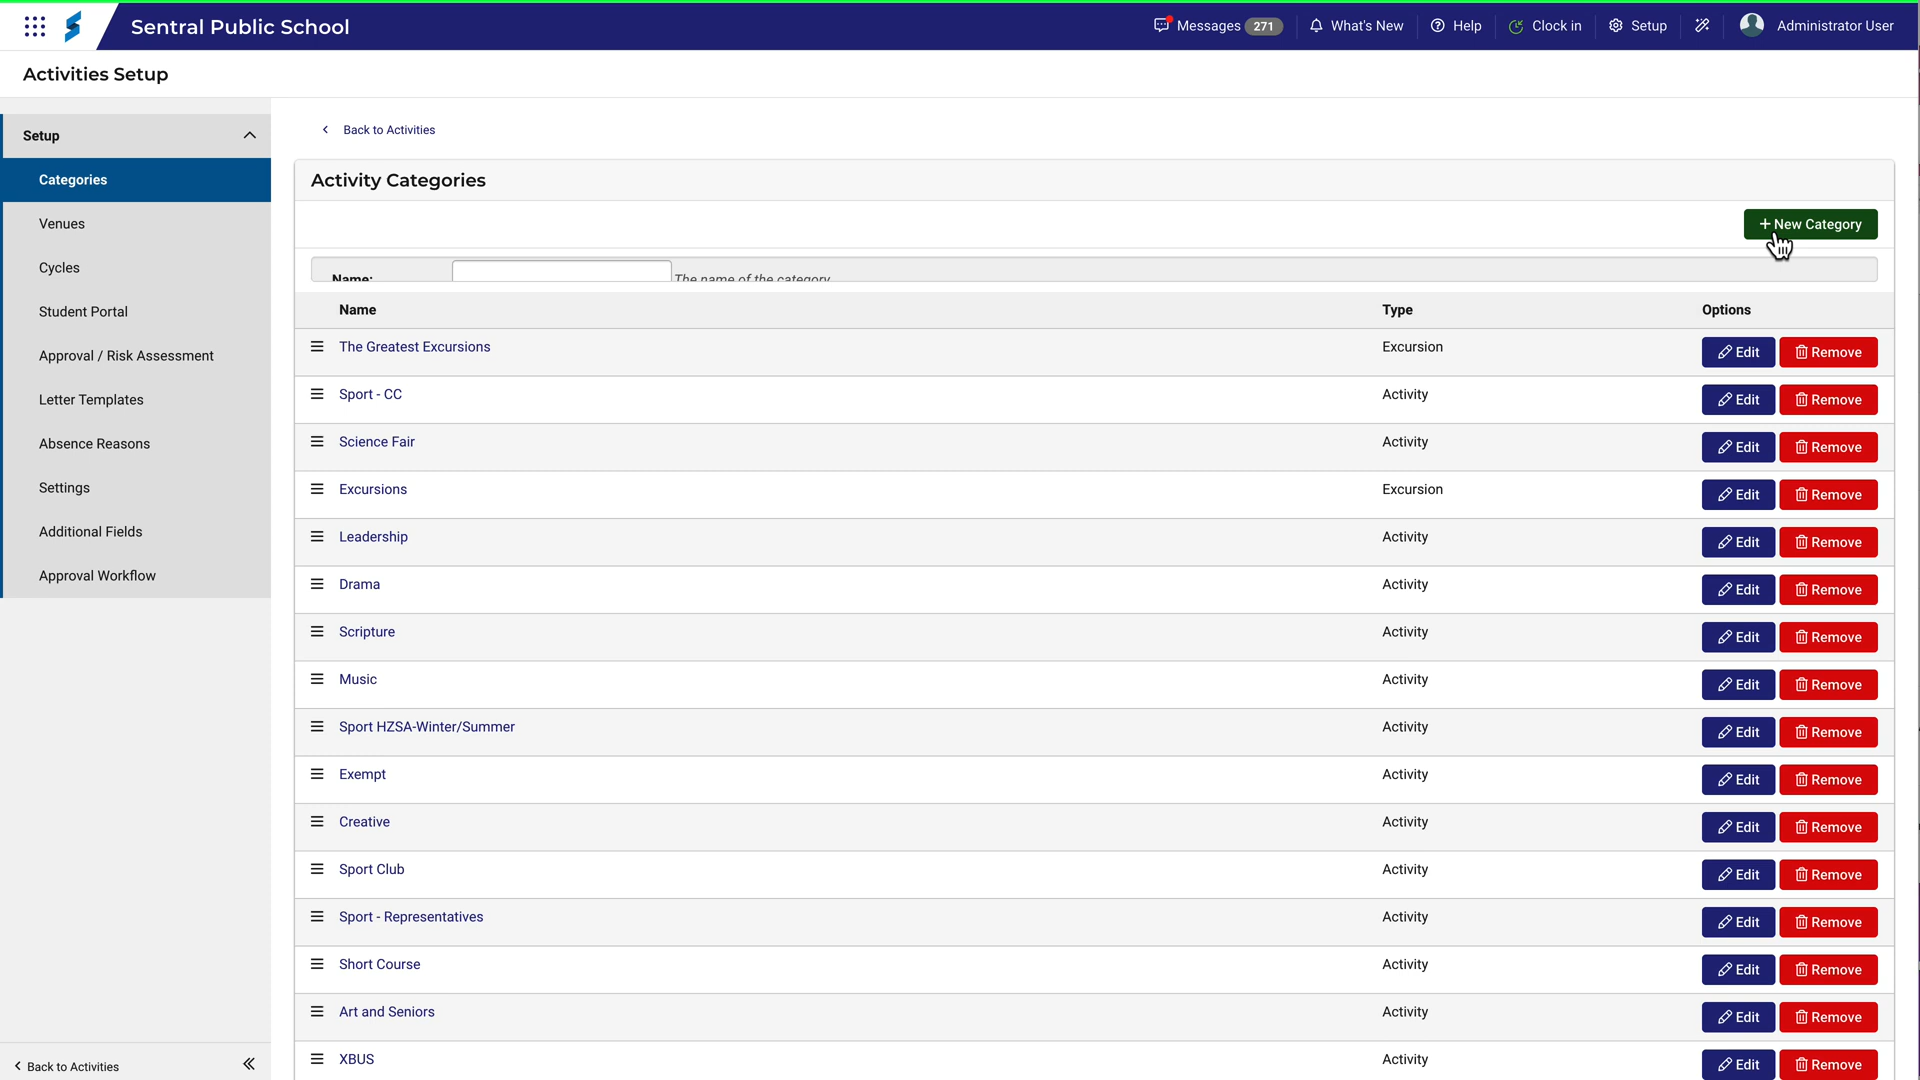 Sentral Public School
Messages 271
What's New
Help
Clock in
Setup
Administrator User
Activities Setup
Setup
Categories
Venues
Cycles
Student Portal
Approval / Risk Assessment
Letter Templates
Absence Reasons
Settings
Additional Fields
Approval Workflow
Back to Activities
Back to Activities
Activity Categories
+ New Category
Name: The name of the category
Name Type Options
The Greatest Excursions Excursion Edit Remove
Sport - CC Activity Edit Remove
Science Fair Activity Edit Remove
Excursions Excursion Edit Remove
Leadership Activity Edit Remove
Drama Activity Edit Remove
Scripture Activity Edit Remove
Music Activity Edit Remove
Sport HZSA-Winter/Summer Activity Edit Remove
Exempt Activity Edit Remove
Creative Activity Edit Remove
Sport Club Activity Edit Remove
Sport - Representatives Activity Edit Remove
Short Course Activity Edit Remove
Art and Seniors Activity Edit Remove
XBUS Activity Edit Remove